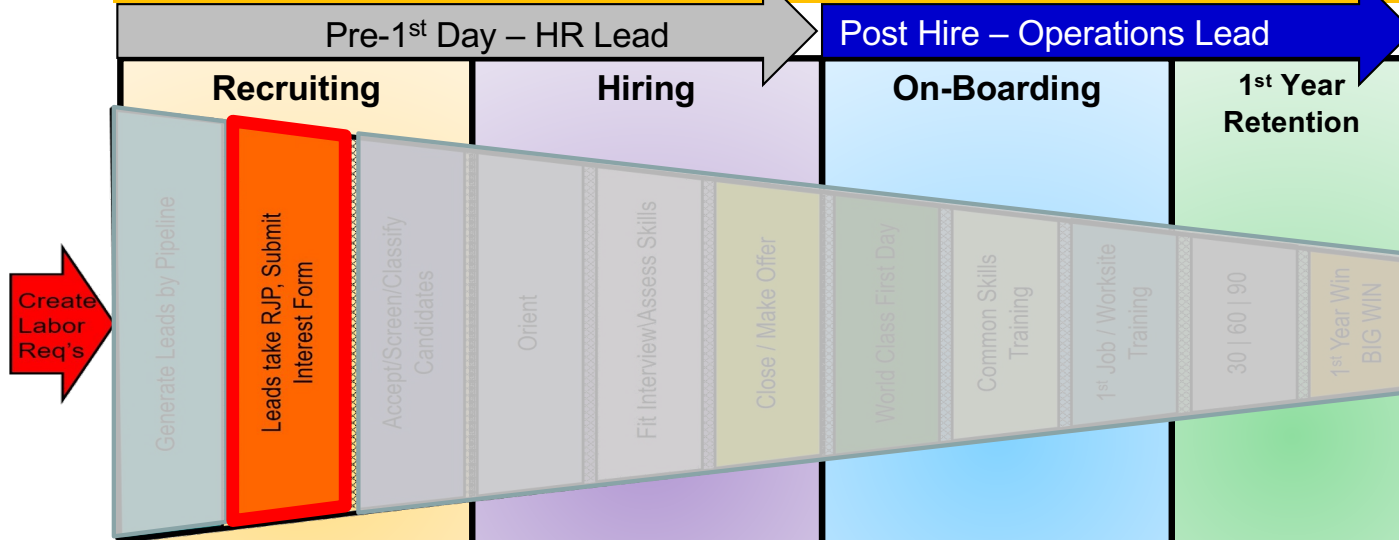 Pre-1st Day – HR Lead
Post Hire – Operations Lead
Recruiting
Hiring
On-Boarding
1st Year
Retention
Create
Labor
Req's
Generate Leads by Pipeline
Leads take RJP, Submit
Interest Form
Accept/Screen/Classify
Candidates
Orient
Fit Interview\Assess Skills
Close / Make Offer
World Class First Day
Common Skills
Training
1st Job / Worksite
Training
30 | 60 | 90
1st Year Win
BIG WIN